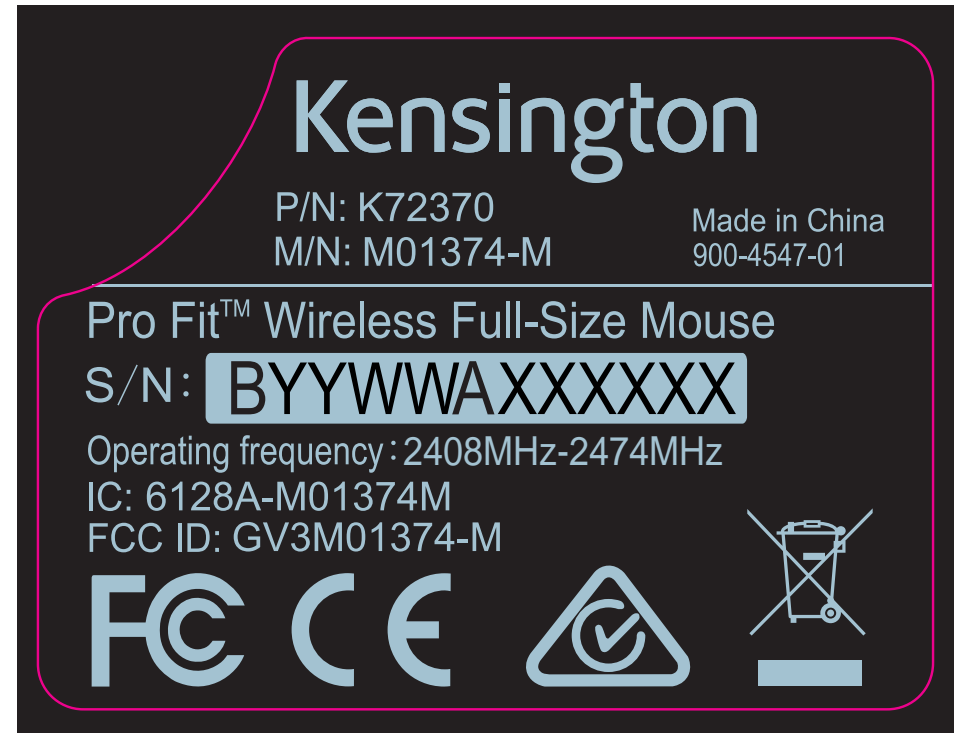 Kensington
P/N: K72370
M/N: M01374-M
Made in China
900-4547-01
Pro Fit™ Wireless Full-Size Mouse
S/N: BYYWWAXXXXXX
Operating frequency: 2408MHz-2474MHz
IC: 6128A-M01374M
FCC ID: GV3M01374-M
FC CE